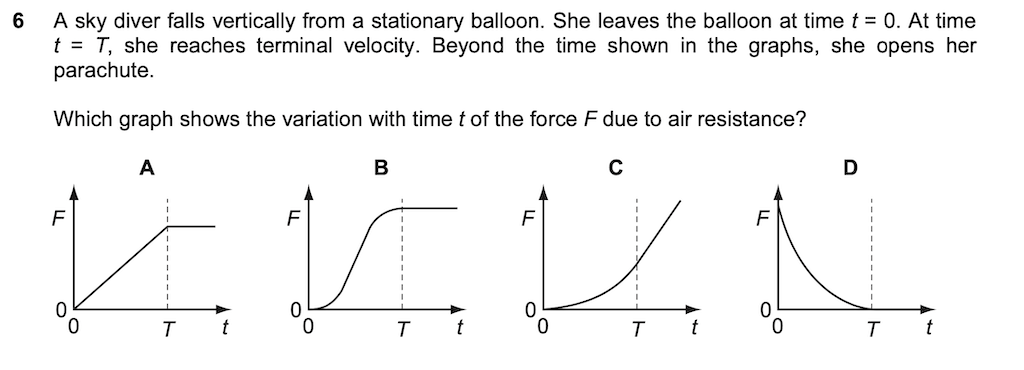 6 A sky diver falls vertically from a stationary balloon. She leaves the balloon at time t = 0. At time
t = T, she reaches terminal velocity. Beyond the time shown in the graphs, she opens her
parachute.
Which graph shows the variation with time t of the force F due to air resistance?
A B C D
F F F F
0 0 0 0
0 T t 0 T t 0 T t 0 T t